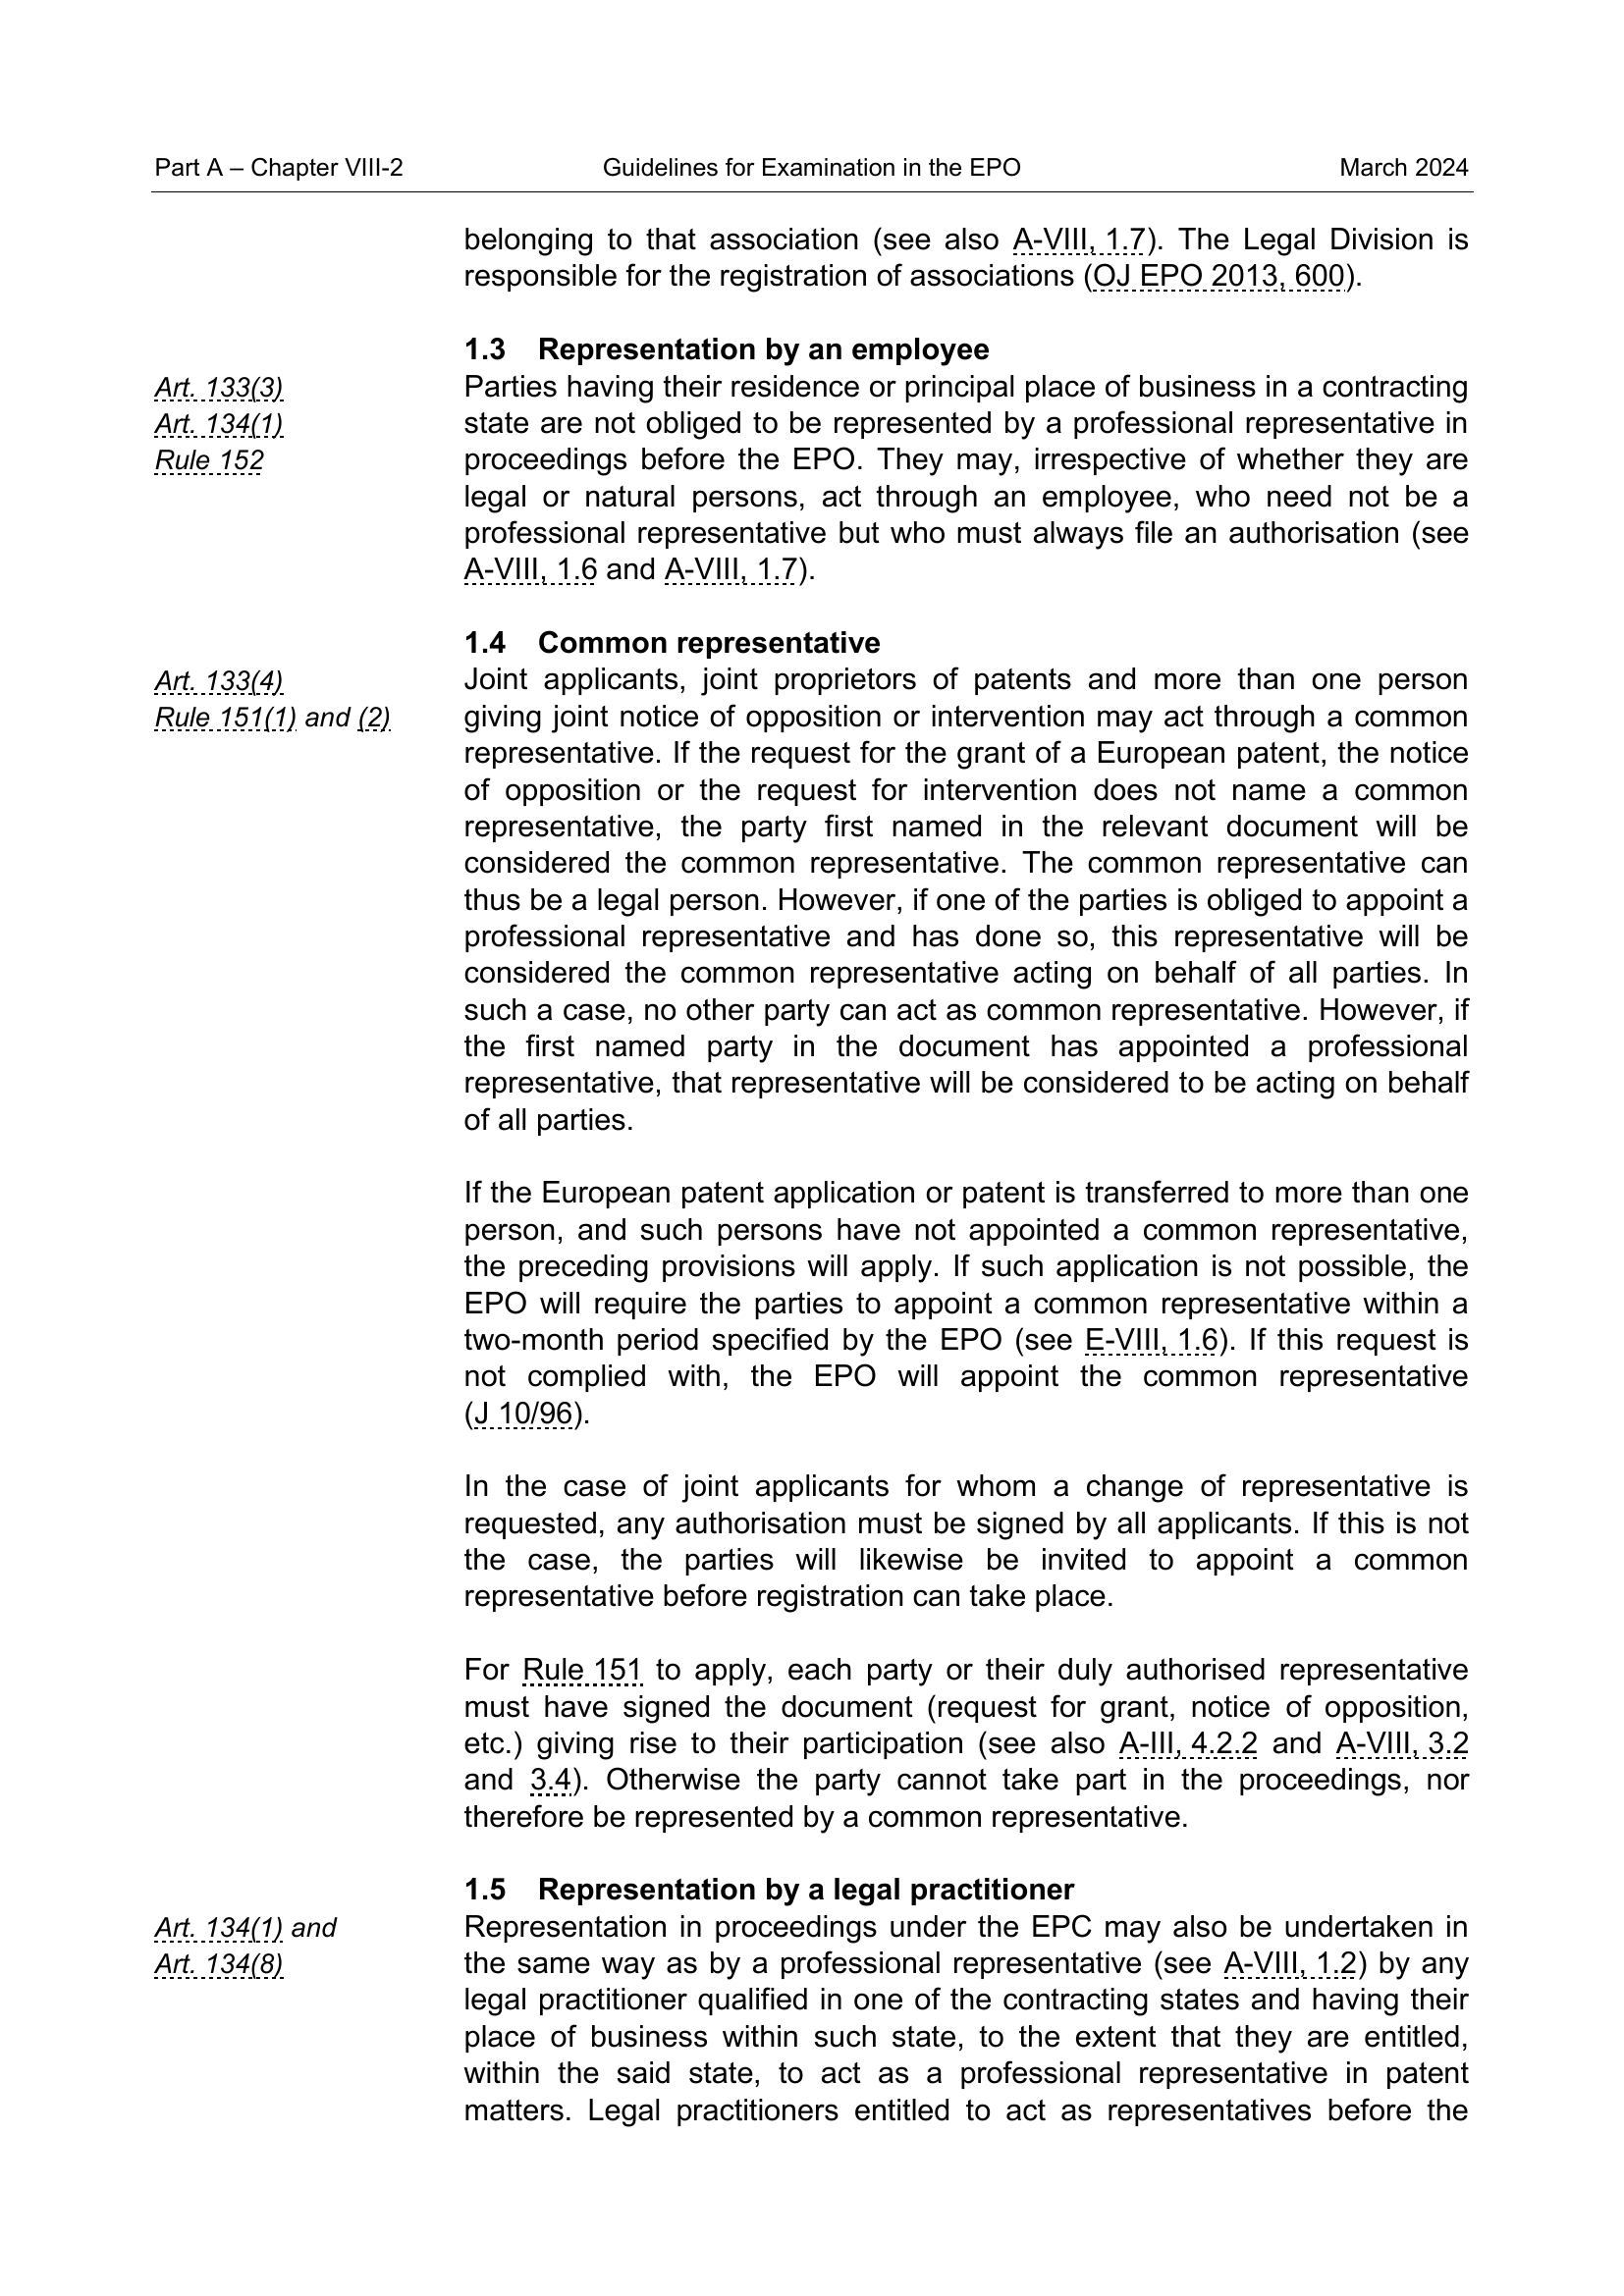 Part A – Chapter VIII-2 Guidelines for Examination in the EPO March 2024
belonging to that association (see also A-VIII, 1.7). The Legal Division is
responsible for the registration of associations (OJ EPO 2013, 600).
1.3 Representation by an employee
Art. 133(3)
Art. 134(1)
Rule 152
Parties having their residence or principal place of business in a contracting
state are not obliged to be represented by a professional representative in
proceedings before the EPO. They may, irrespective of whether they are
legal or natural persons, act through an employee, who need not be a
professional representative but who must always file an authorisation (see
A-VIII, 1.6 and A-VIII, 1.7).
1.4 Common representative
Art. 133(4)
Rule 151(1) and (2)
Joint applicants, joint proprietors of patents and more than one person
giving joint notice of opposition or intervention may act through a common
representative. If the request for the grant of a European patent, the notice
of opposition or the request for intervention does not name a common
representative, the party first named in the relevant document will be
considered the common representative. The common representative can
thus be a legal person. However, if one of the parties is obliged to appoint a
professional representative and has done so, this representative will be
considered the common representative acting on behalf of all parties. In
such a case, no other party can act as common representative. However, if
the first named party in the document has appointed a professional
representative, that representative will be considered to be acting on behalf
of all parties.
If the European patent application or patent is transferred to more than one
person, and such persons have not appointed a common representative,
the preceding provisions will apply. If such application is not possible, the
EPO will require the parties to appoint a common representative within a
two-month period specified by the EPO (see E-VIII, 1.6). If this request is
not complied with, the EPO will appoint the common representative
(J 10/96).
In the case of joint applicants for whom a change of representative is
requested, any authorisation must be signed by all applicants. If this is not
the case, the parties will likewise be invited to appoint a common
representative before registration can take place.
For Rule 151 to apply, each party or their duly authorised representative
must have signed the document (request for grant, notice of opposition,
etc.) giving rise to their participation (see also A-III, 4.2.2 and A-VIII, 3.2
and 3.4). Otherwise the party cannot take part in the proceedings, nor
therefore be represented by a common representative.
1.5 Representation by a legal practitioner
Art. 134(1) and
Art. 134(8)
Representation in proceedings under the EPC may also be undertaken in
the same way as by a professional representative (see A-VIII, 1.2) by any
legal practitioner qualified in one of the contracting states and having their
place of business within such state, to the extent that they are entitled,
within the said state, to act as a professional representative in patent
matters. Legal practitioners entitled to act as representatives before the